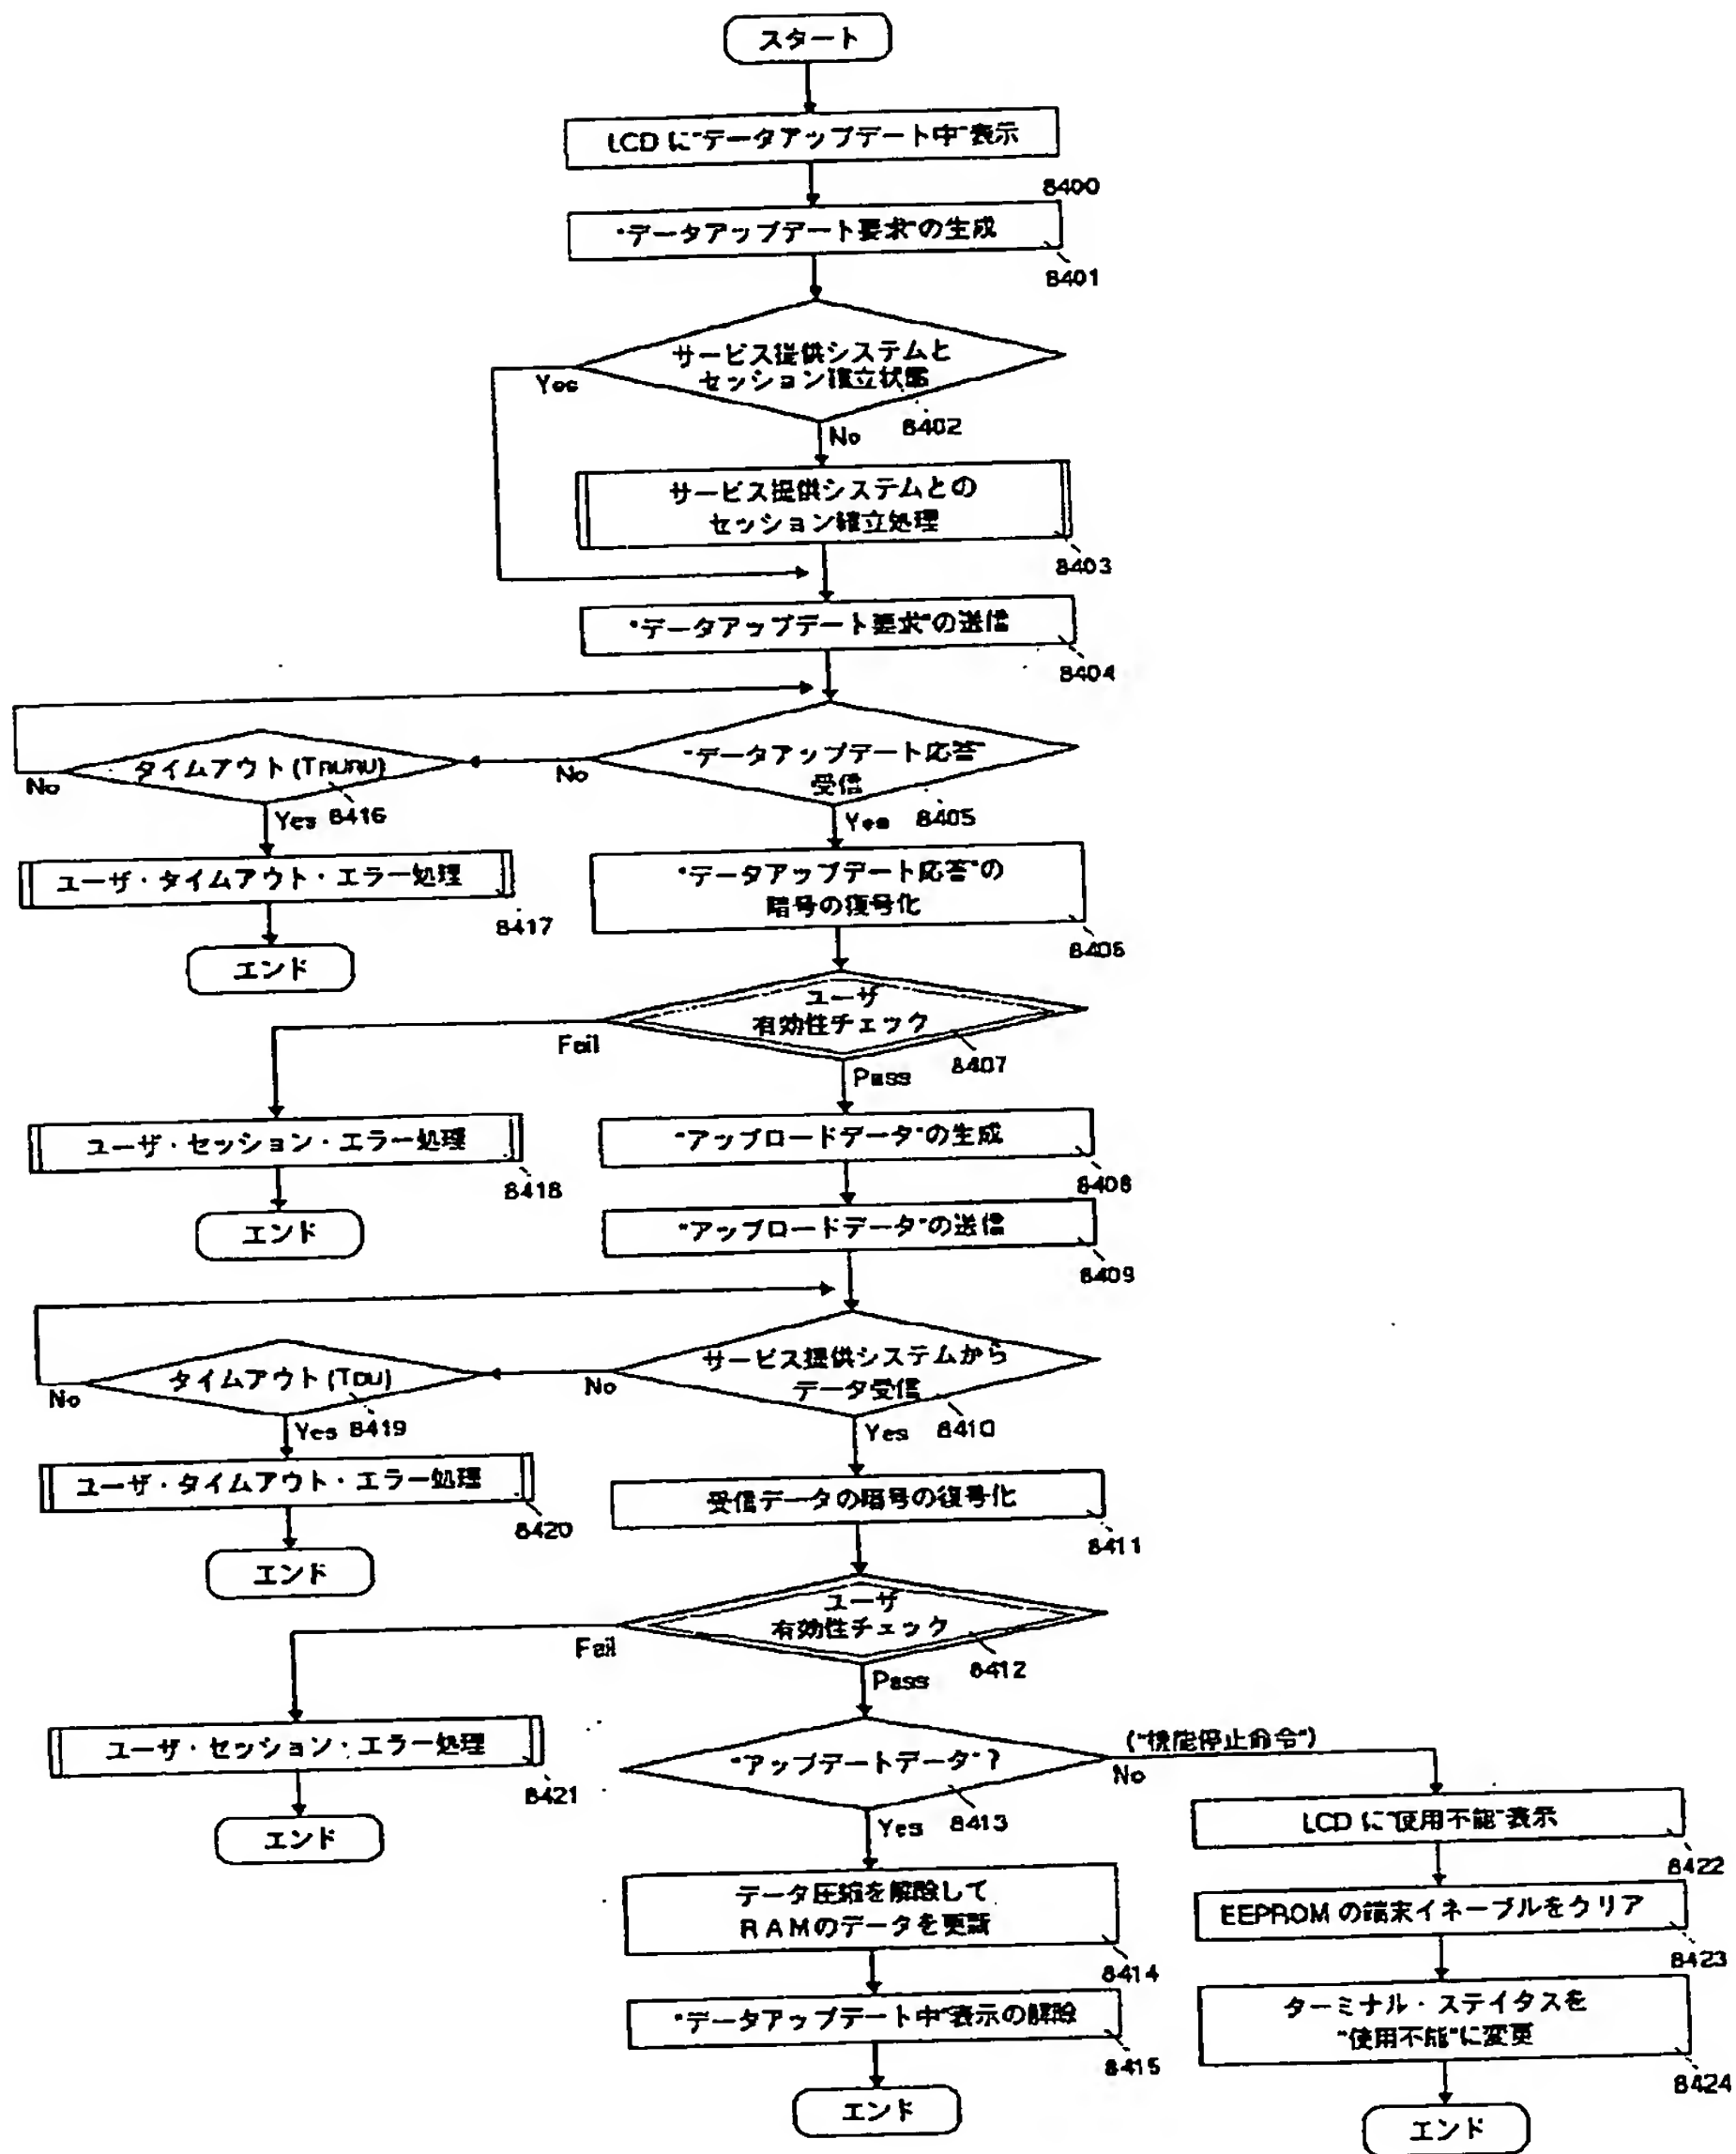 スタート
LCD に"データアップデート中"表示
8400
"データアップデート要求"の生成
8401
サービス提供システムと
セッション確立状態
8402
Yes
No
サービス提供システムとの
セッション確立処理
8403
"データアップデート要求"の送信
8404
"データアップデート応答"
受信
8405
No
Yes
タイムアウト
8416
No
Yes
ユーザ・タイムアウト・エラー処理
8417
エンド
"データアップデート応答"の
暗号の復号化
8406
ユーザ
有効性チェック
8407
Fail
Pass
ユーザ・セッション・エラー処理
8418
エンド
"アップロードデータ"の生成
8408
"アップロードデータ"の送信
8409
サービス提供システムから
データ受信
8410
No
Yes
タイムアウト (TDU)
8419
No
Yes
ユーザ・タイムアウト・エラー処理
8420
エンド
受信データの暗号の復号化
8411
ユーザ
有効性チェック
8412
Fail
Pass
ユーザ・セッション・エラー処理
8421
エンド
"アップデートデータ"?
8413
("機能停止命令")
No
Yes
データ圧縮を解除して
RAMのデータを更新
8414
"データアップデート中"表示の解除
8415
エンド
LCD に"使用不能"表示
8422
EEPROM の端末イネーブルをクリア
8423
ターミナル・ステイタスを
"使用不能"に変更
8424
エンド